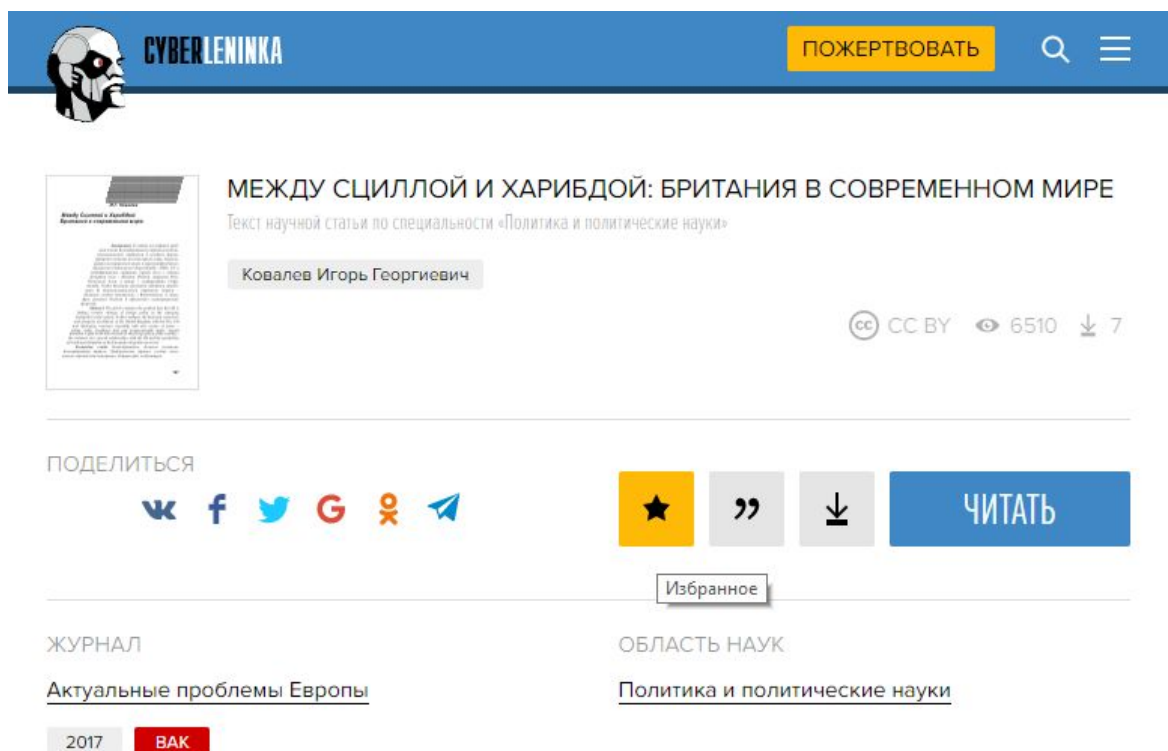 CYBERLENINKA
ПОЖЕРТВОВАТЬ
МЕЖДУ СЦИЛЛОЙ И ХАРИБДОЙ: БРИТАНИЯ В СОВРЕМЕННОМ МИРЕ
Текст научной статьи по специальности «Политика и политические науки»
Ковалев Игорь Георгиевич
cc CC BY 6510 7
ПОДЕЛИТЬСЯ
ЧИТАТЬ
Избранное
ЖУРНАЛ
ОБЛАСТЬ НАУК
Актуальные проблемы Европы
Политика и политические науки
2017 ВАК